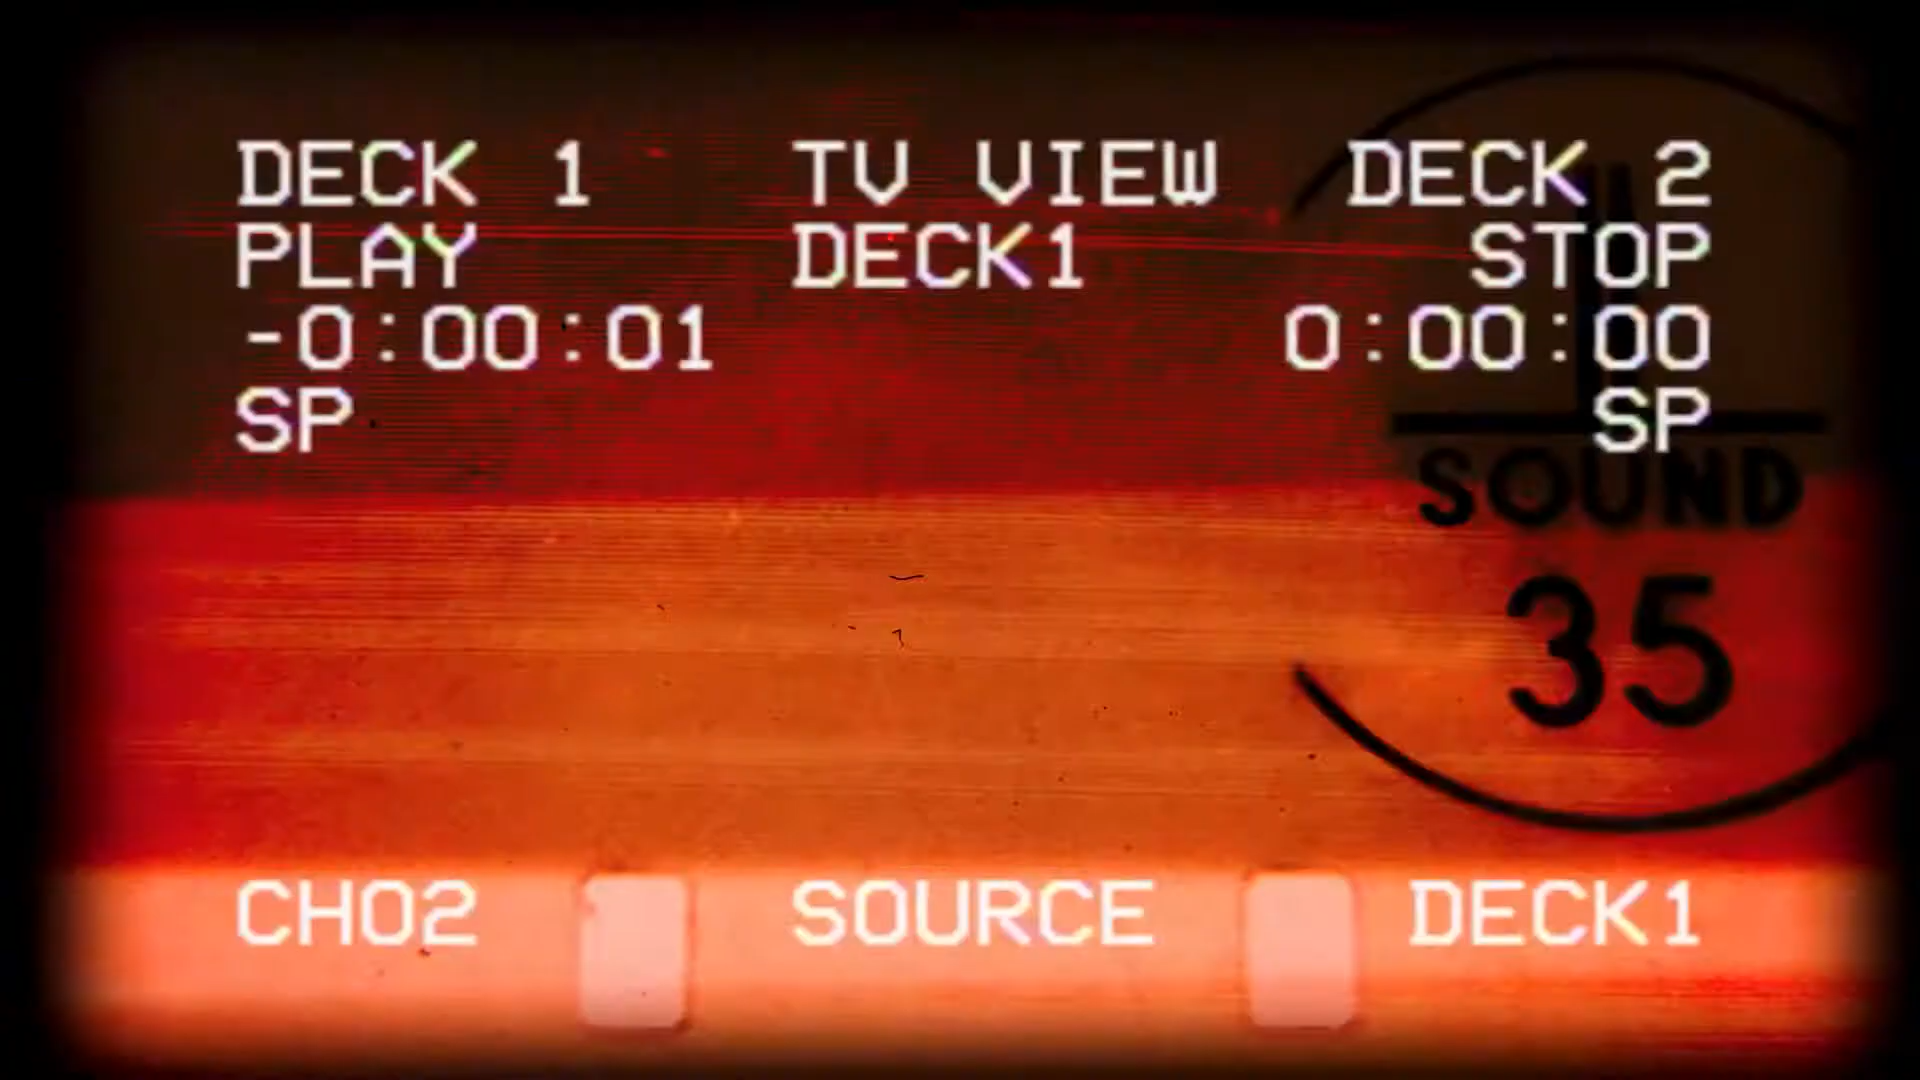 DECK 1 TV VIEW DECK 2
PLAY DECK1 STOP
-0:00:01 0:00:00
SP SP
SOUND
35
CH02 SOURCE DECK1